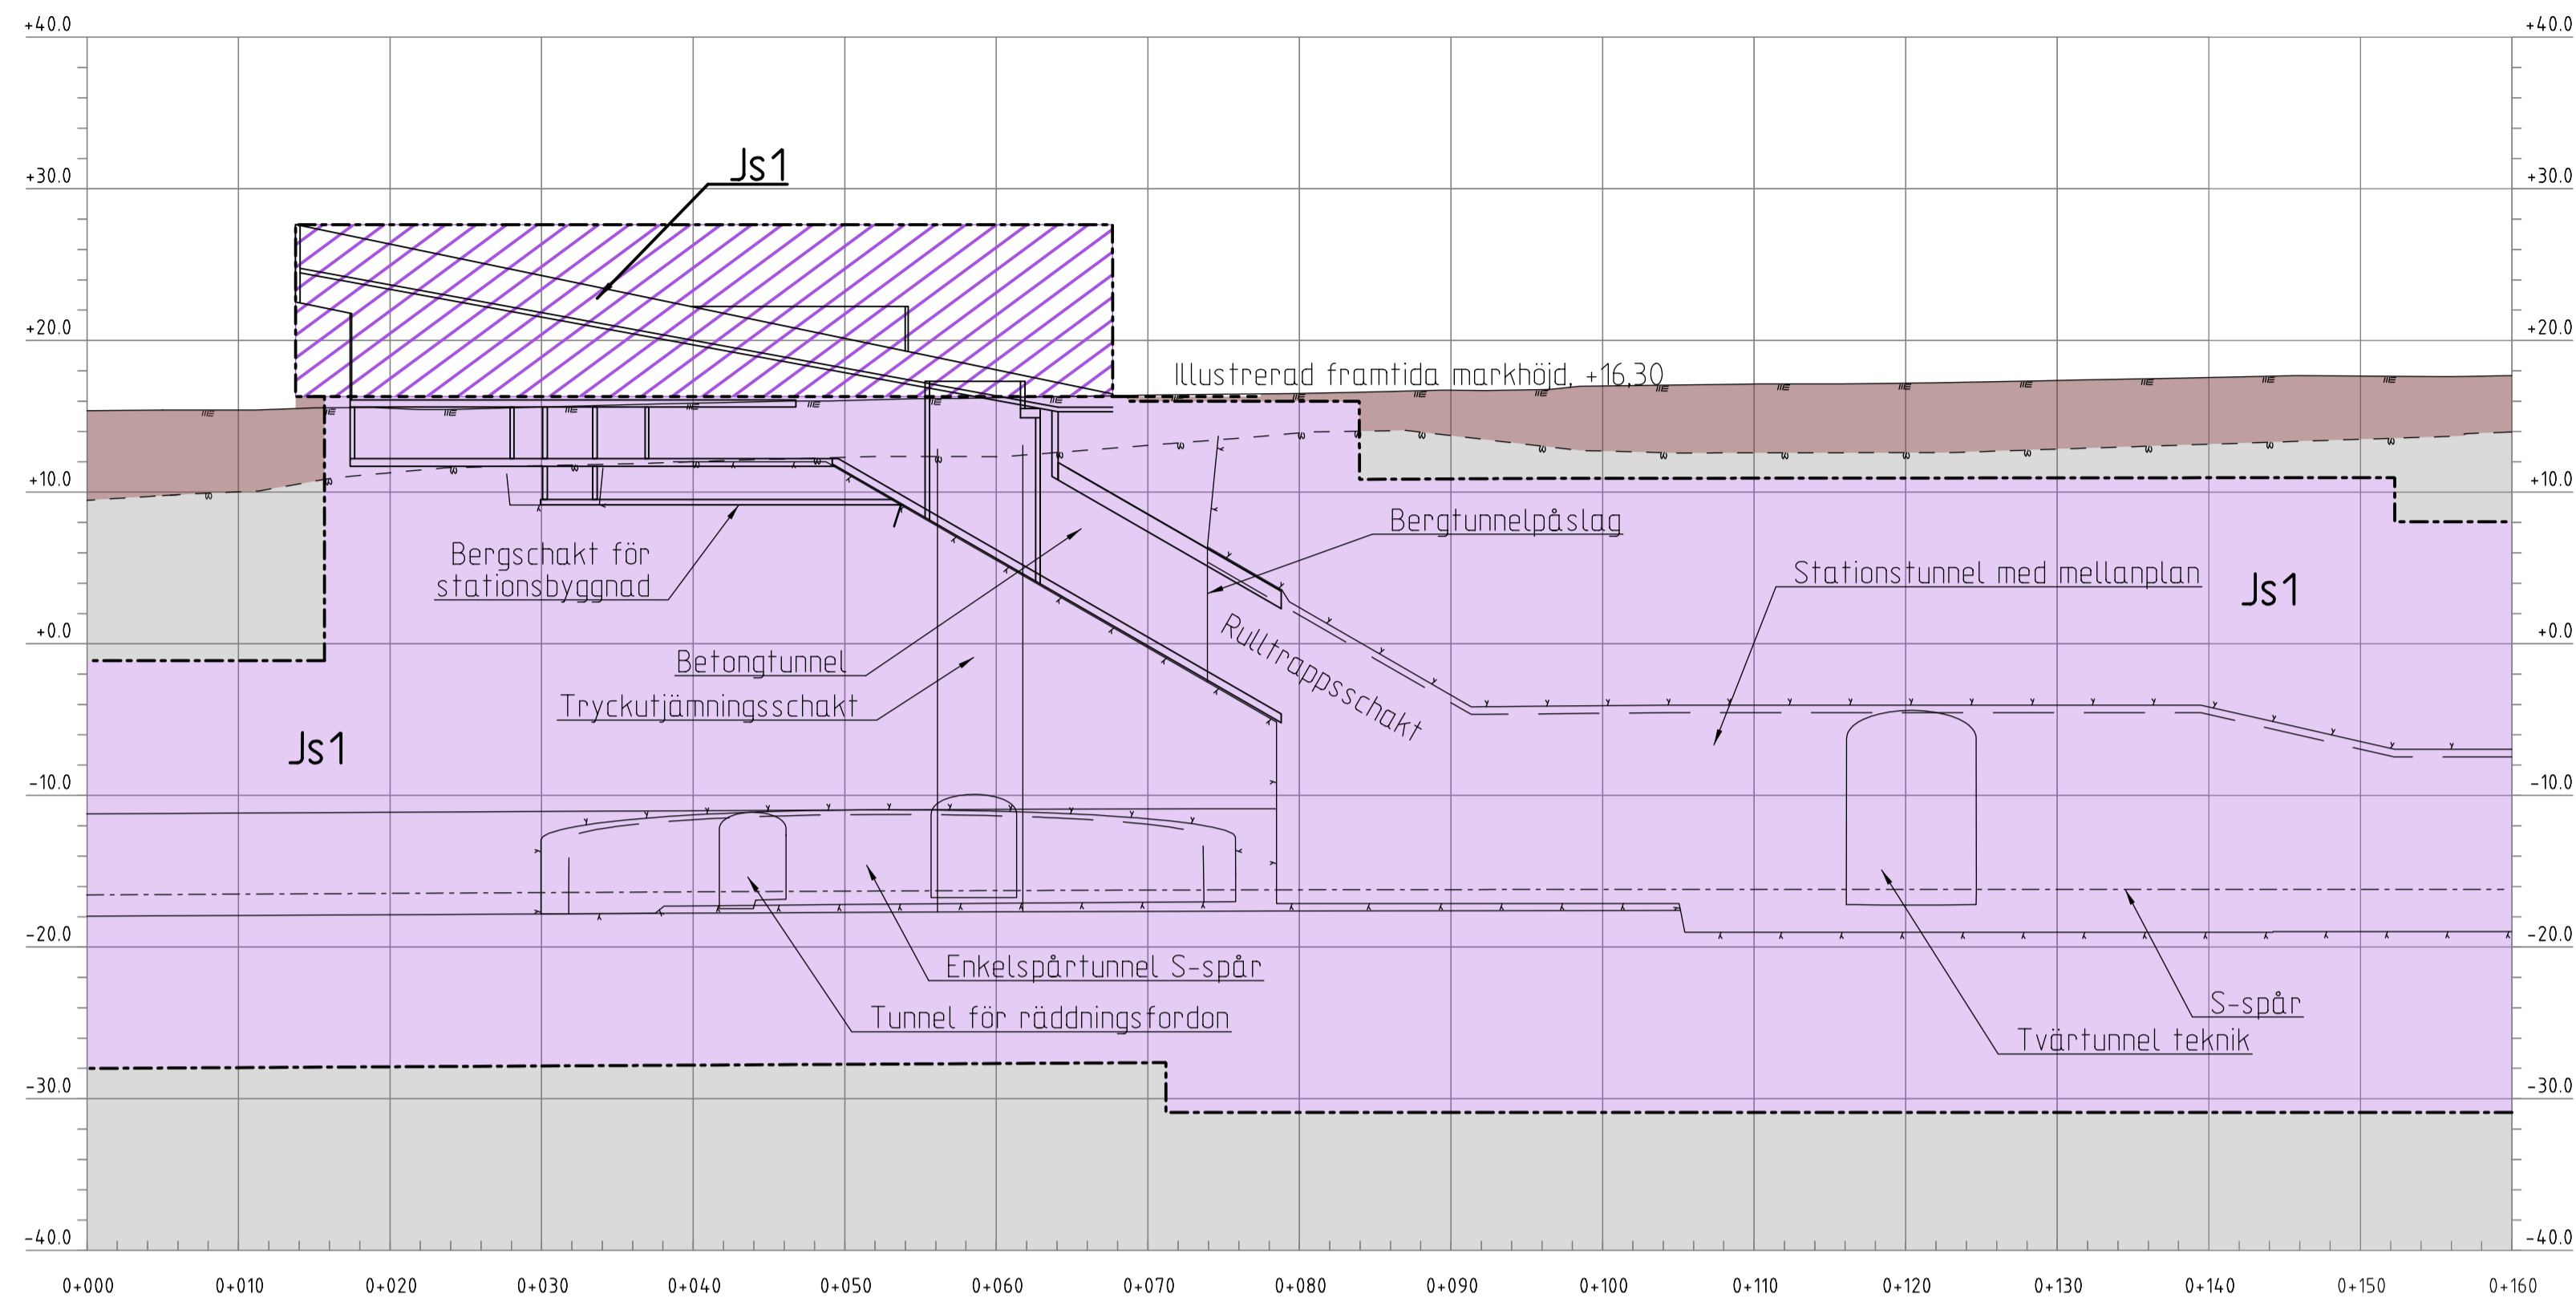 +40.0
+40.0
Js1
+30.0
+30.0
+20.0
+20.0
Illustrerad framtida markhöjd, +16,30
+10.0
+10.0
Bergtunnelpåslag
Bergschakt för
stationsbyggnad
Stationstunnel med mellanplan
Js1
+0.0
+0.0
Rulltrappsschakt
Betongtunnel
Tryckutjämningsschakt
Js1
-10.0
-10.0
-20.0
-20.0
Enkelspårtunnel S-spår
Tunnel för räddningsfordon
S-spår
Tvärtunnel teknik
-30.0
-30.0
-40.0
-40.0
0+000 0+010 0+020 0+030 0+040 0+050 0+060 0+070 0+080 0+090 0+100 0+110 0+120 0+130 0+140 0+150 0+160